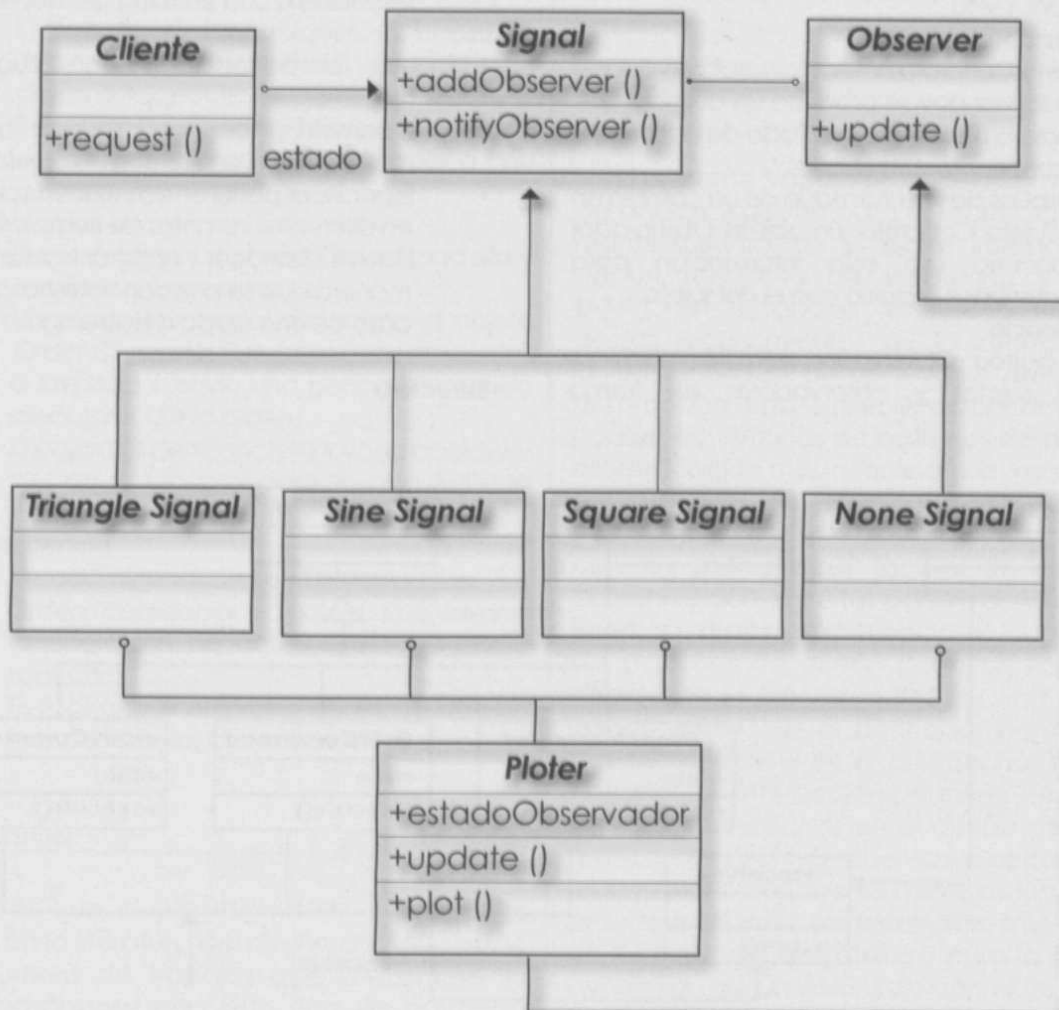 Cliente
+request ()
estado
Signal
+addObserver ()
+notifyObserver ()
Observer
+update ()
Triangle Signal
Sine Signal
Square Signal
None Signal
Ploter
+estadoObservador
+update ()
+plot ()